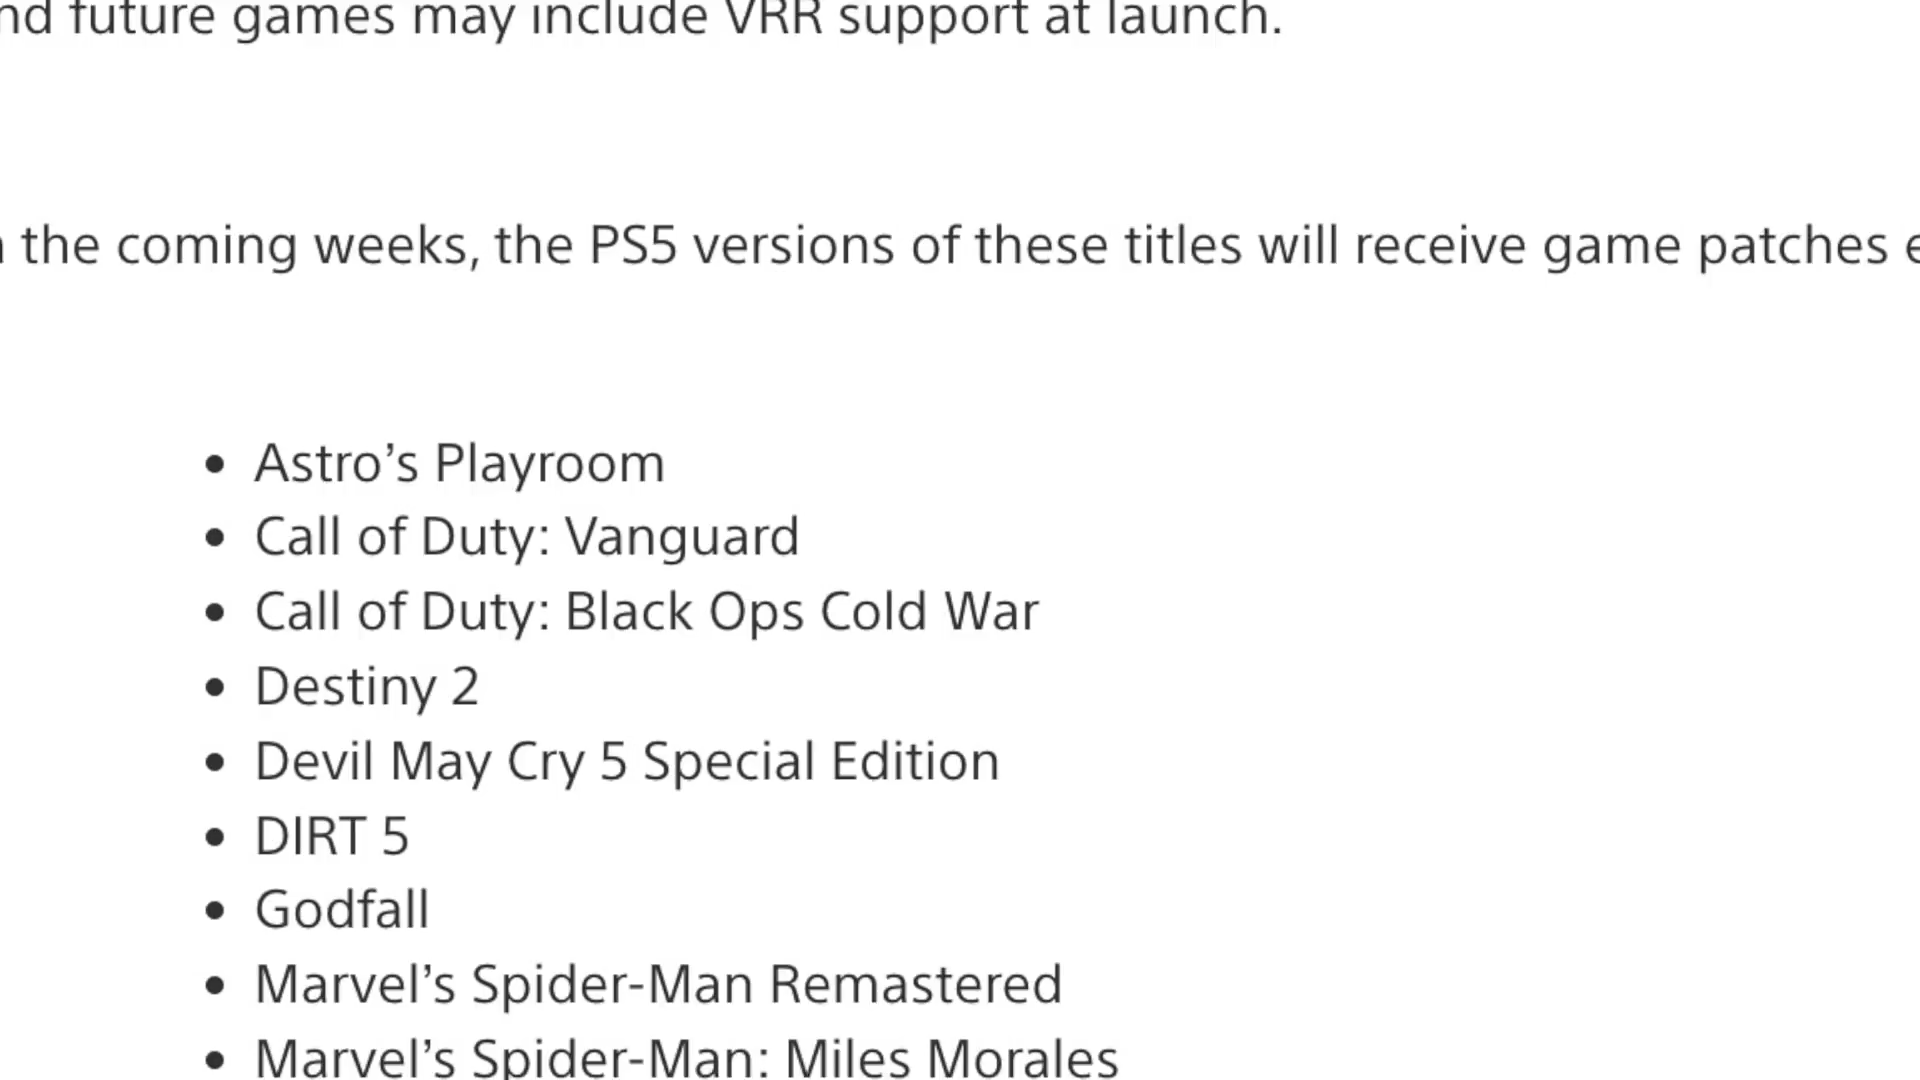 nd future games may include VRR support at launch.
the coming weeks, the PS5 versions of these titles will receive game patches
• Astro’s Playroom
• Call of Duty: Vanguard
• Call of Duty: Black Ops Cold War
• Destiny 2
• Devil May Cry 5 Special Edition
• DIRT 5
• Godfall
• Marvel’s Spider-Man Remastered
• Marvel’s Spider-Man: Miles Morales